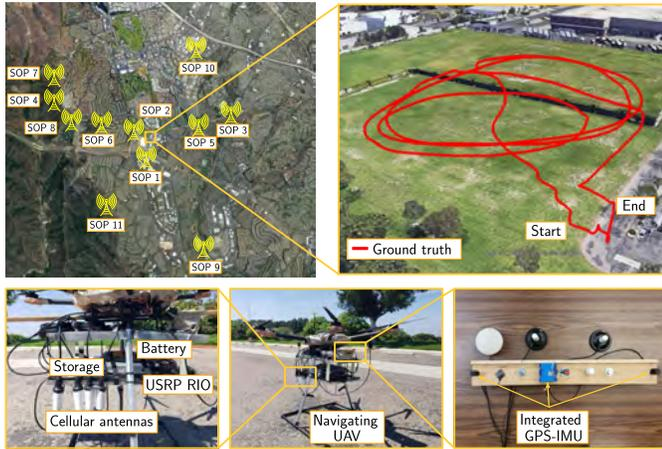 SOP 10
SOP 7
SOP 4
SOP 2
SOP 3
SOP 8
SOP 6
SOP 5
SOP 1
SOP 11
SOP 9
End
Start
Ground truth
Battery
Storage
USRP RIO
Cellular antennas
Navigating
UAV
Integrated
GPS-IMU